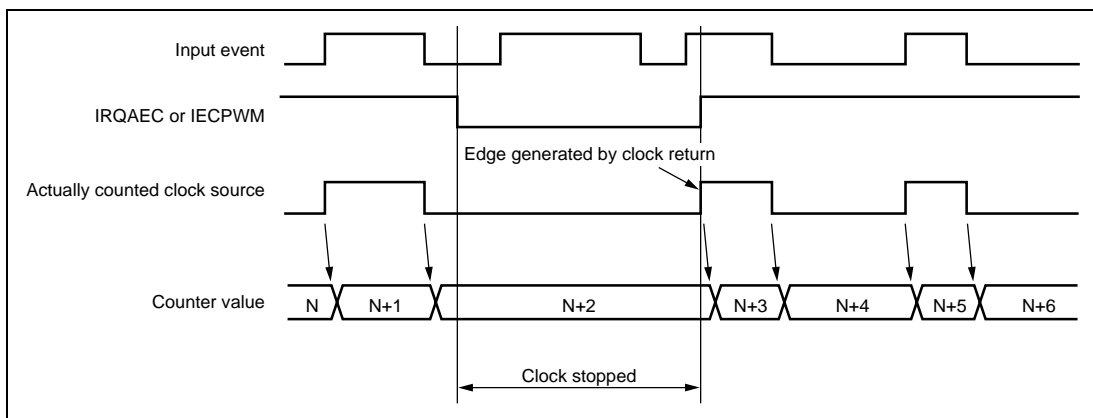 Input event
IRQAEC or IECPWM
Edge generated by clock return
Actually counted clock source
Counter value
N N+1 N+2 N+3 N+4 N+5 N+6
Clock stopped